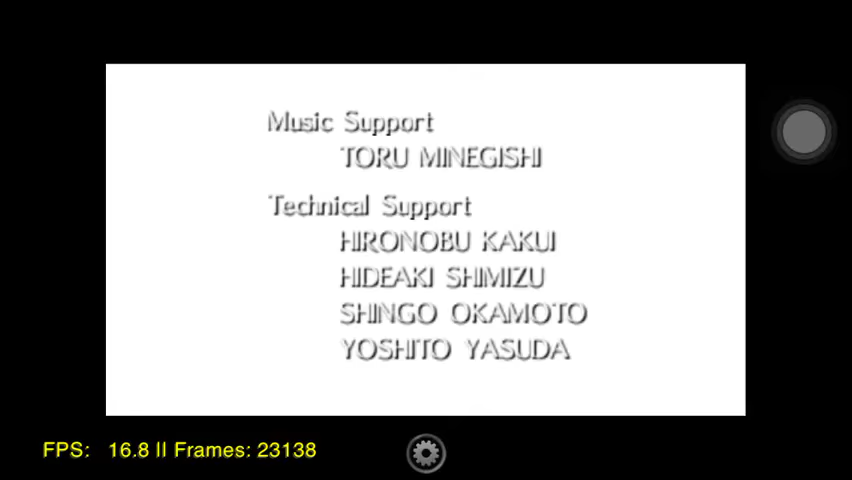 Music Support
TORU MINEGISHI
Technical Support
HIRONOBU KAKUI
HIDEAKI SHIMIZU
SHINGO OKAMOTO
YOSHITO YASUDA
FPS: 16.8 || Frames: 23138